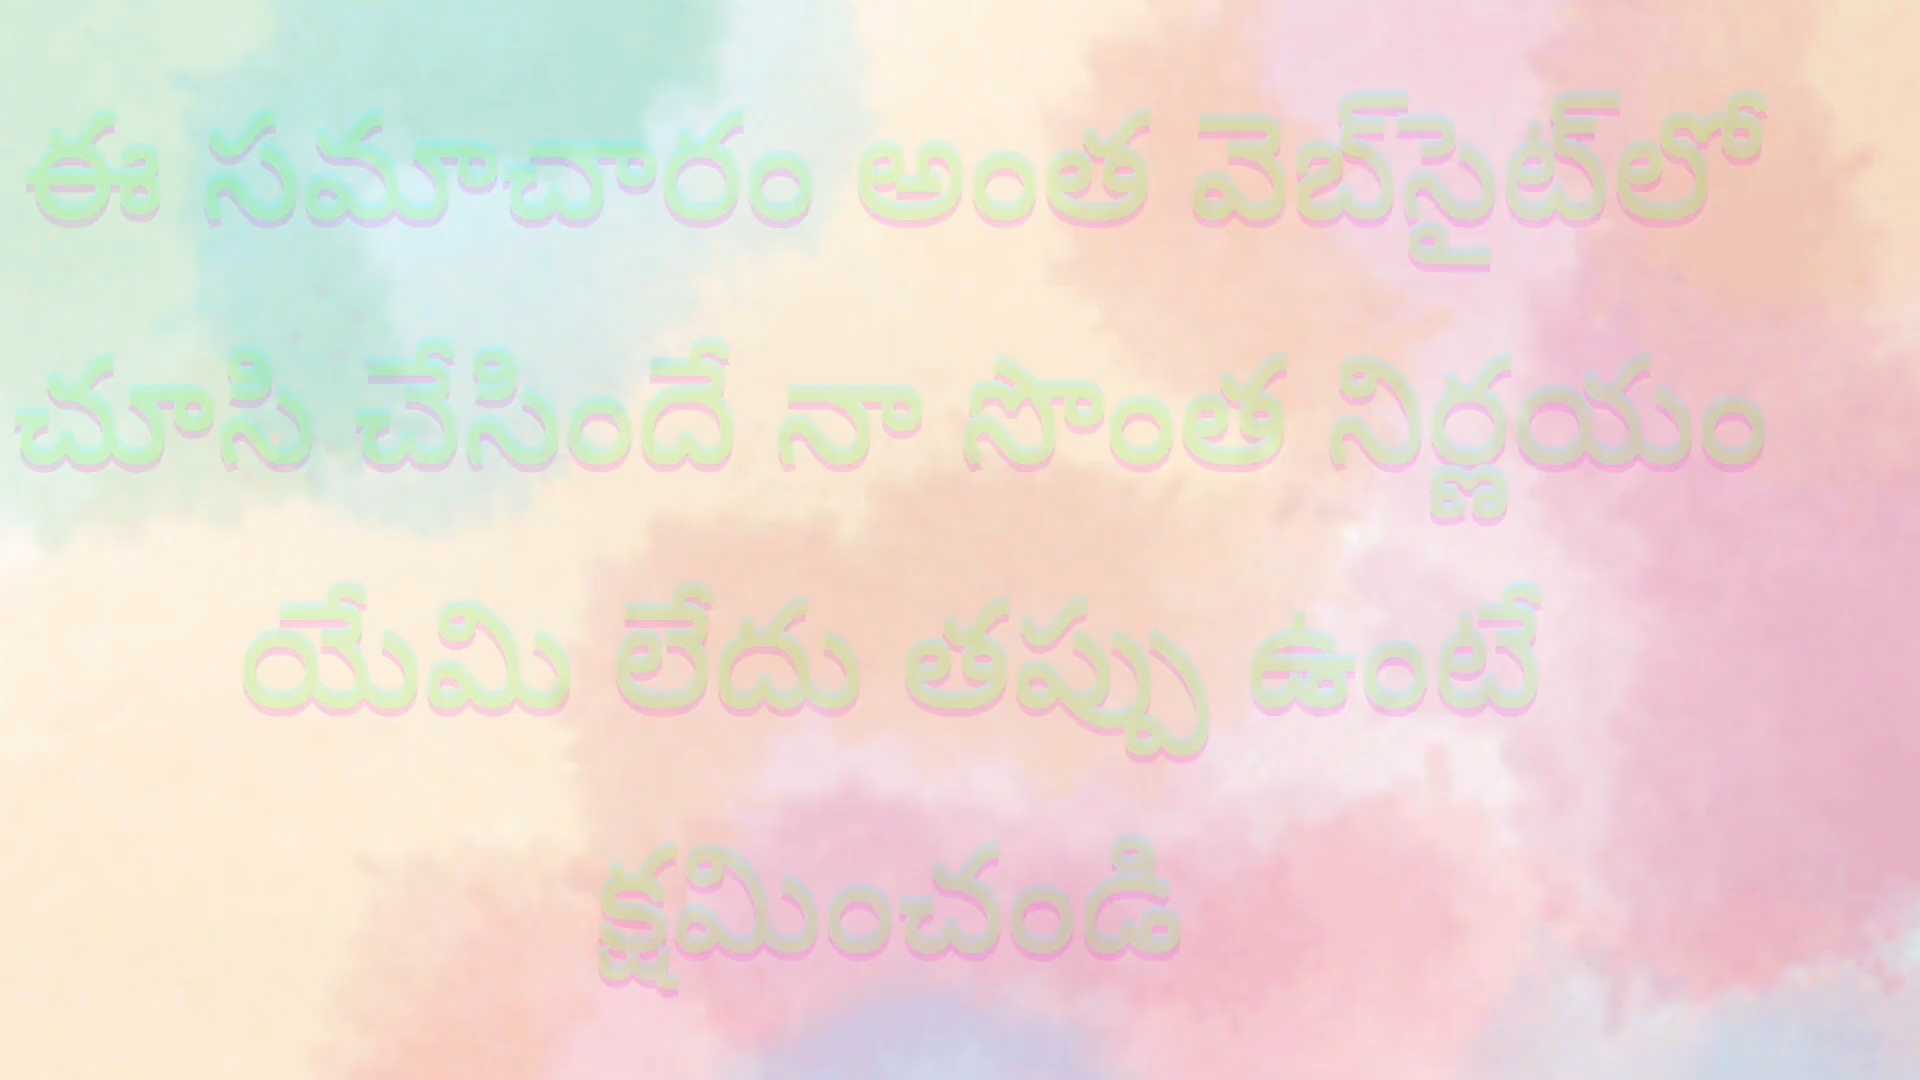 ఈ సమాచారం అంత వెబ్‌సైట్‌లో
చూసి చేసిందే నా సొంత నిర్ణయం
యేమి లేదు తప్పు ఉంటే
క్షమించండి